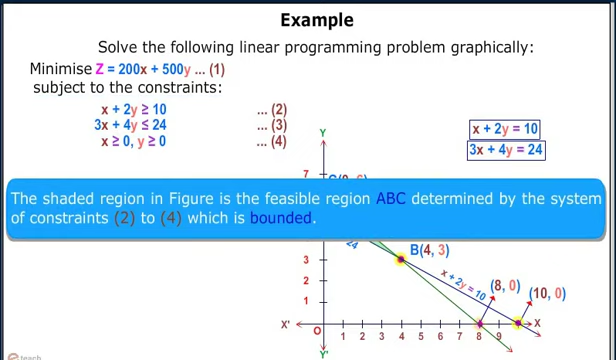 Example
Solve the following linear programming problem graphically:
Minimise Z = 200x + 500y ... (1)
subject to the constraints:
x + 2y ≥ 10 ... (2)
3x + 4y ≤ 24 ... (3)
x ≥ 0, y ≥ 0 ... (4)
x + 2y = 10
3x + 4y = 24
Y
7
The shaded region in Figure is the feasible region ABC determined by the system
of constraints (2) to (4) which is bounded.
24
B(4, 3)
3
x + 2y = 10
(8, 0)
(10, 0)
2
1
X' O 1 2 3 4 5 6 7 8 9 X
Y'
e teach